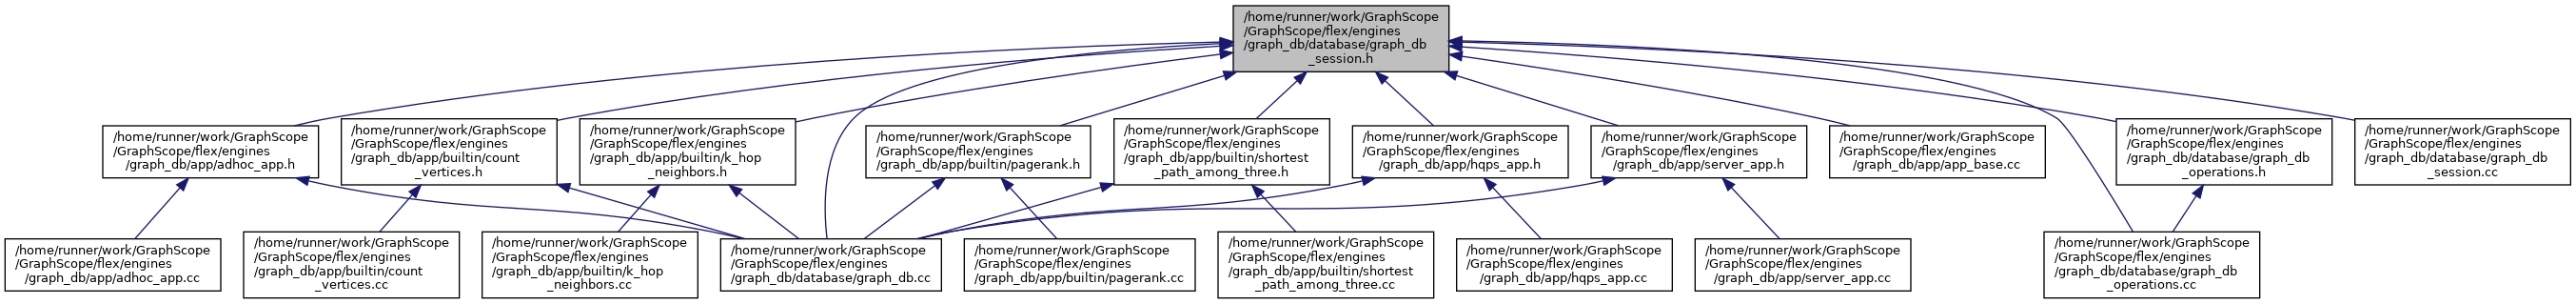 /home/runner/work/GraphScope
/GraphScope/flex/engines
/graph_db/database/graph_db
_session.h
/home/runner/work/GraphScope
/GraphScope/flex/engines
/graph_db/app/adhoc_app.h
/home/runner/work/GraphScope
/GraphScope/flex/engines
/graph_db/app/builtin/count
_vertices.h
/home/runner/work/GraphScope
/GraphScope/flex/engines
/graph_db/app/builtin/k_hop
_neighbors.h
/home/runner/work/GraphScope
/GraphScope/flex/engines
/graph_db/app/builtin/pagerank.h
/home/runner/work/GraphScope
/GraphScope/flex/engines
/graph_db/app/builtin/shortest
_path_among_three.h
/home/runner/work/GraphScope
/GraphScope/flex/engines
/graph_db/app/hqps_app.h
/home/runner/work/GraphScope
/GraphScope/flex/engines
/graph_db/app/server_app.h
/home/runner/work/GraphScope
/GraphScope/flex/engines
/graph_db/app/app_base.cc
/home/runner/work/GraphScope
/GraphScope/flex/engines
/graph_db/database/graph_db
_operations.h
/home/runner/work/GraphScope
/GraphScope/flex/engines
/graph_db/database/graph_db
_session.cc
/home/runner/work/GraphScope
/GraphScope/flex/engines
/graph_db/app/adhoc_app.cc
/home/runner/work/GraphScope
/GraphScope/flex/engines
/graph_db/app/builtin/count
_vertices.cc
/home/runner/work/GraphScope
/GraphScope/flex/engines
/graph_db/app/builtin/k_hop
_neighbors.cc
/home/runner/work/GraphScope
/GraphScope/flex/engines
/graph_db/database/graph_db.cc
/home/runner/work/GraphScope
/GraphScope/flex/engines
/graph_db/app/builtin/pagerank.cc
/home/runner/work/GraphScope
/GraphScope/flex/engines
/graph_db/app/builtin/shortest
_path_among_three.cc
/home/runner/work/GraphScope
/GraphScope/flex/engines
/graph_db/app/hqps_app.cc
/home/runner/work/GraphScope
/GraphScope/flex/engines
/graph_db/app/server_app.cc
/home/runner/work/GraphScope
/GraphScope/flex/engines
/graph_db/database/graph_db
_operations.cc